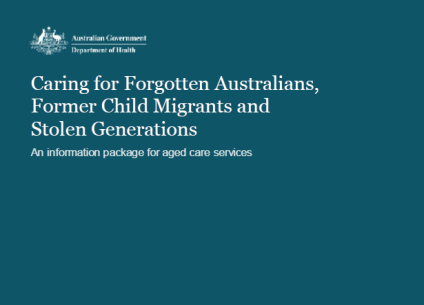 Australian Government
Department of Health
Caring for Forgotten Australians,
Former Child Migrants and
Stolen Generations
An information package for aged care services